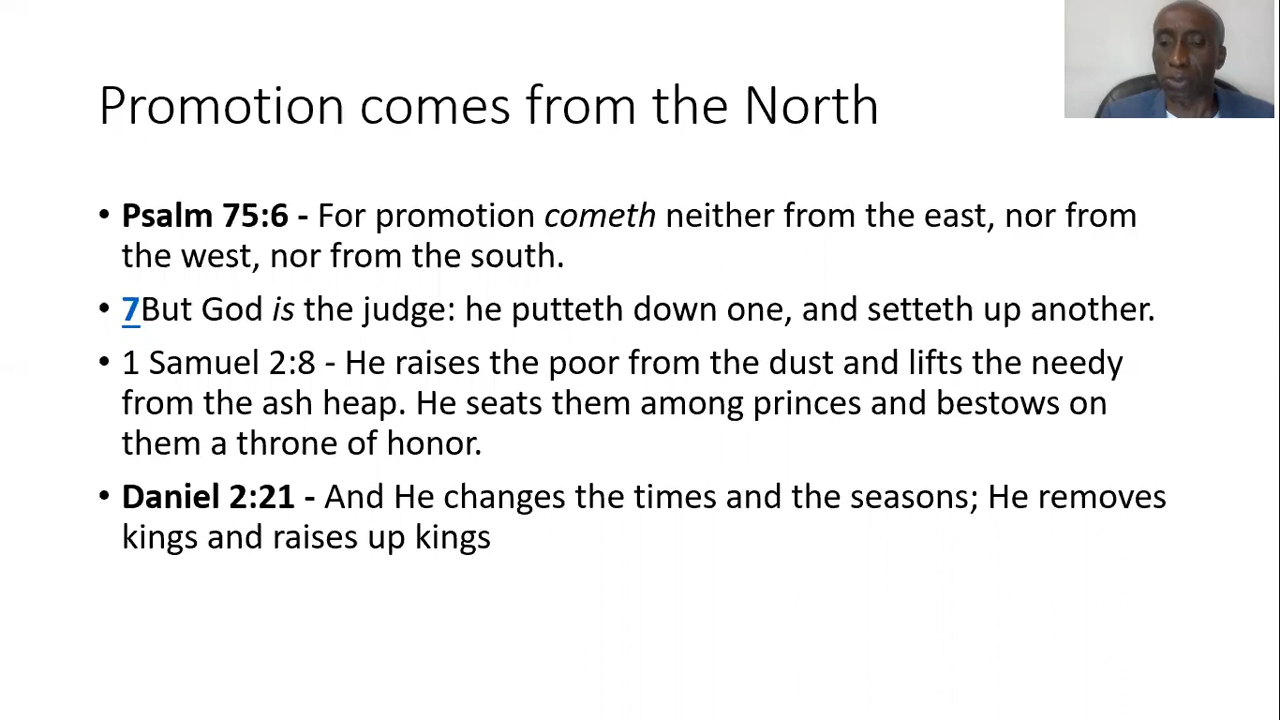 Promotion comes from the North
• Psalm 75:6 - For promotion cometh neither from the east, nor from
the west, nor from the south.
• 7But God is the judge: he putteth down one, and setteth up another.
• 1 Samuel 2:8 - He raises the poor from the dust and lifts the needy
from the ash heap. He seats them among princes and bestows on
them a throne of honor.
• Daniel 2:21 - And He changes the times and the seasons; He removes
kings and raises up kings